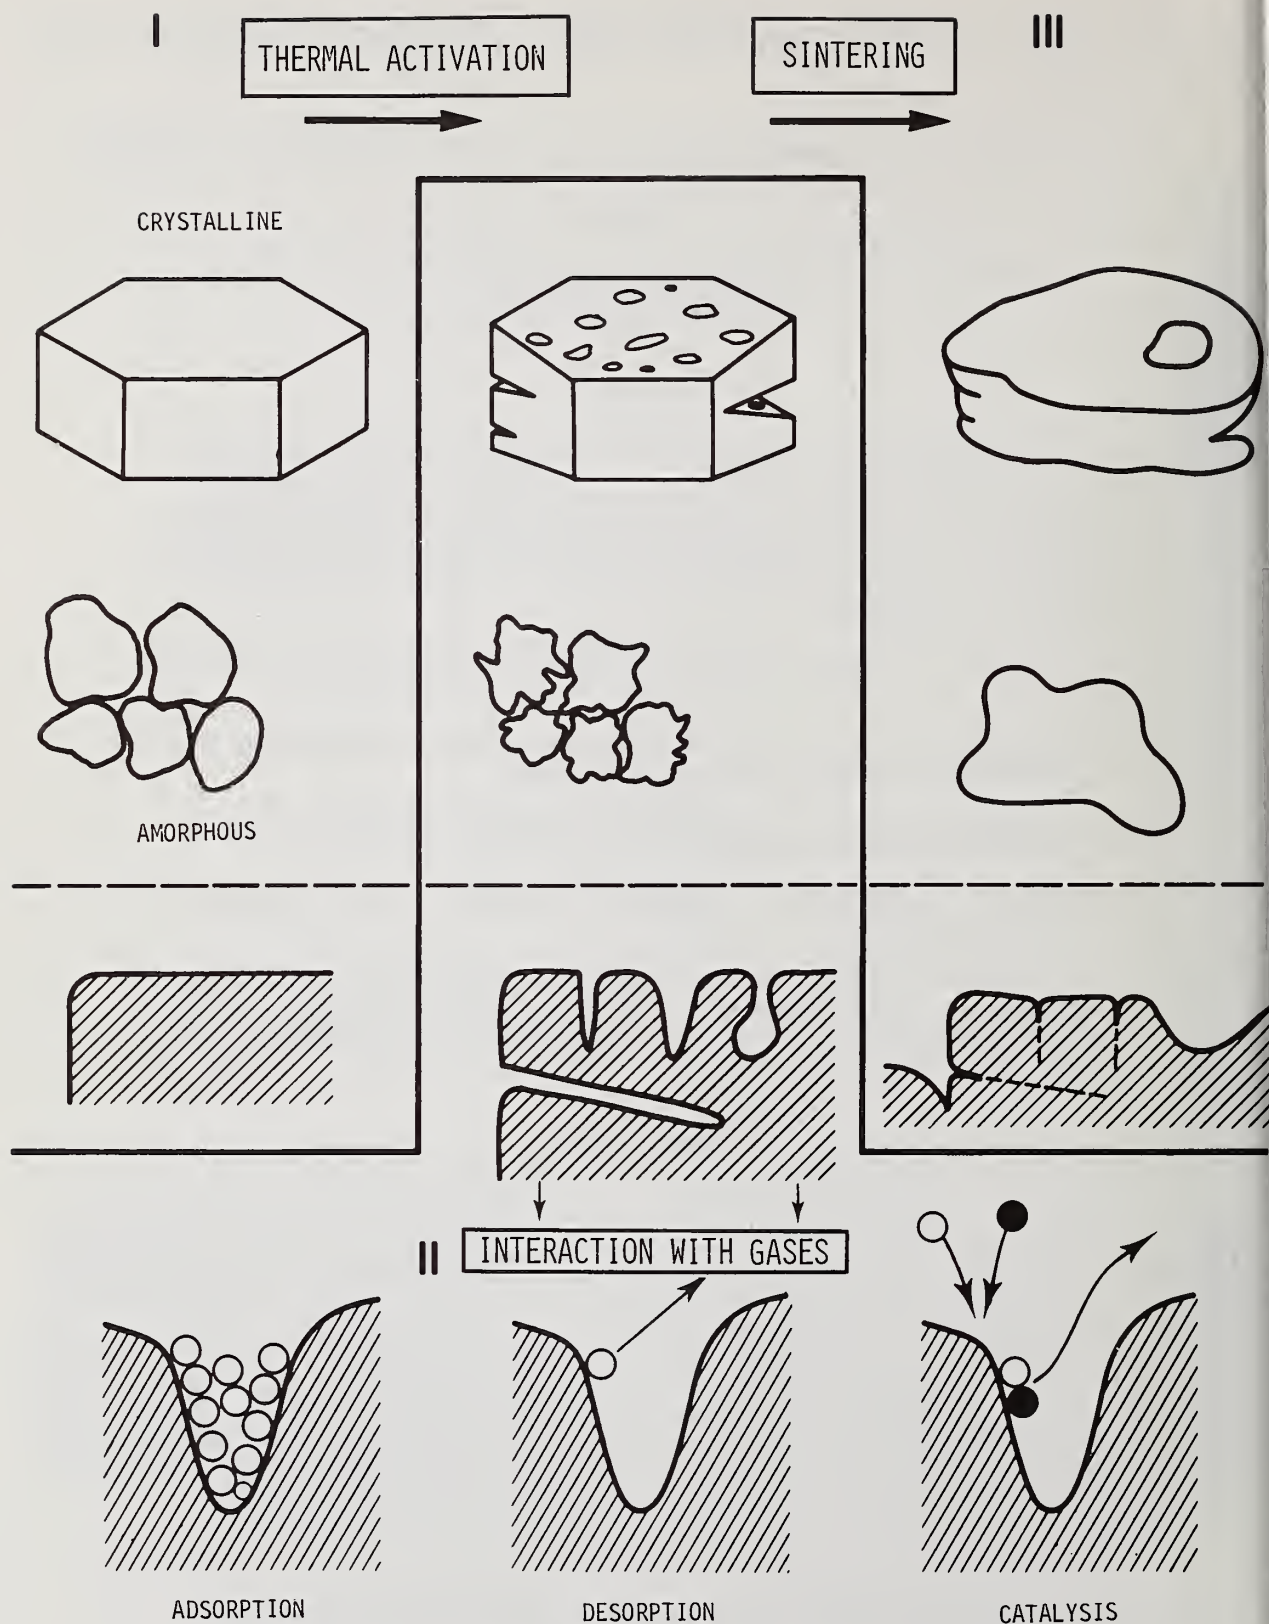 I
THERMAL ACTIVATION
SINTERING
III
CRYSTALLINE
AMORPHOUS
II
INTERACTION WITH GASES
ADSORPTION
DESORPTION
CATALYSIS